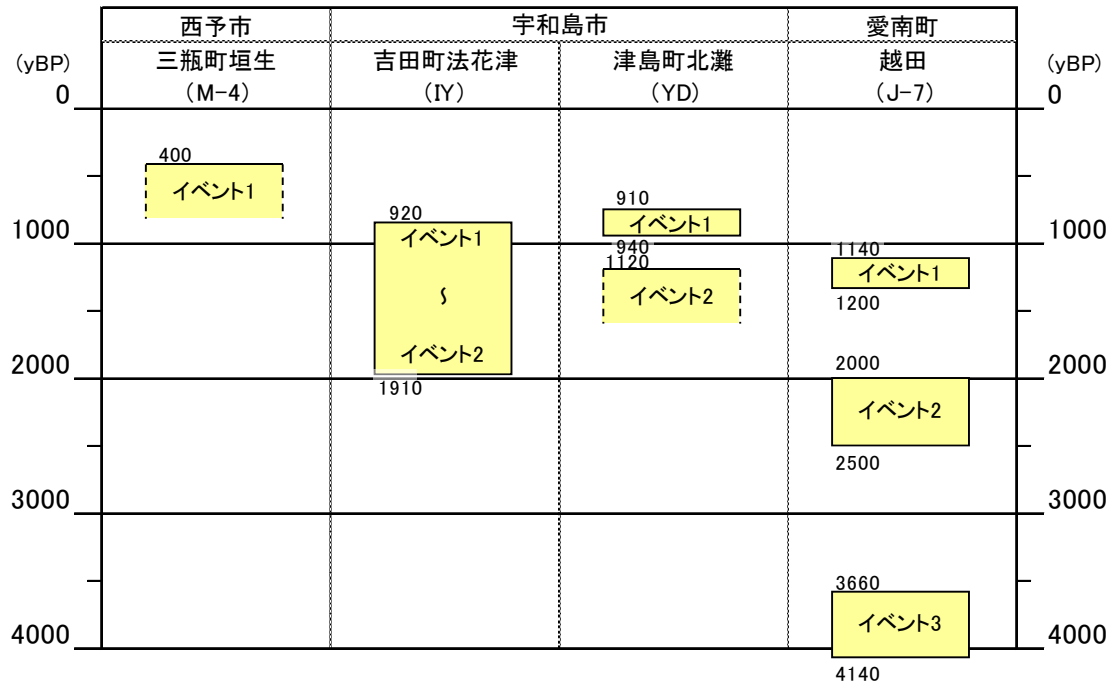 西予市 宇和島市 愛南町
(yBP) 三瓶町垣生 吉田町法花津 津島町北灘 越田 (yBP)
0 (M-4) (IY) (YD) (J-7) 0
400
イベント1
910
920
イベント1
イベント1
1000 1000
940
1140
1120
イベント1
イベント2
～
1200
イベント2
2000 2000 2000
1910
イベント2
2500
3000 3000
3660
イベント3
4000 4000
4140